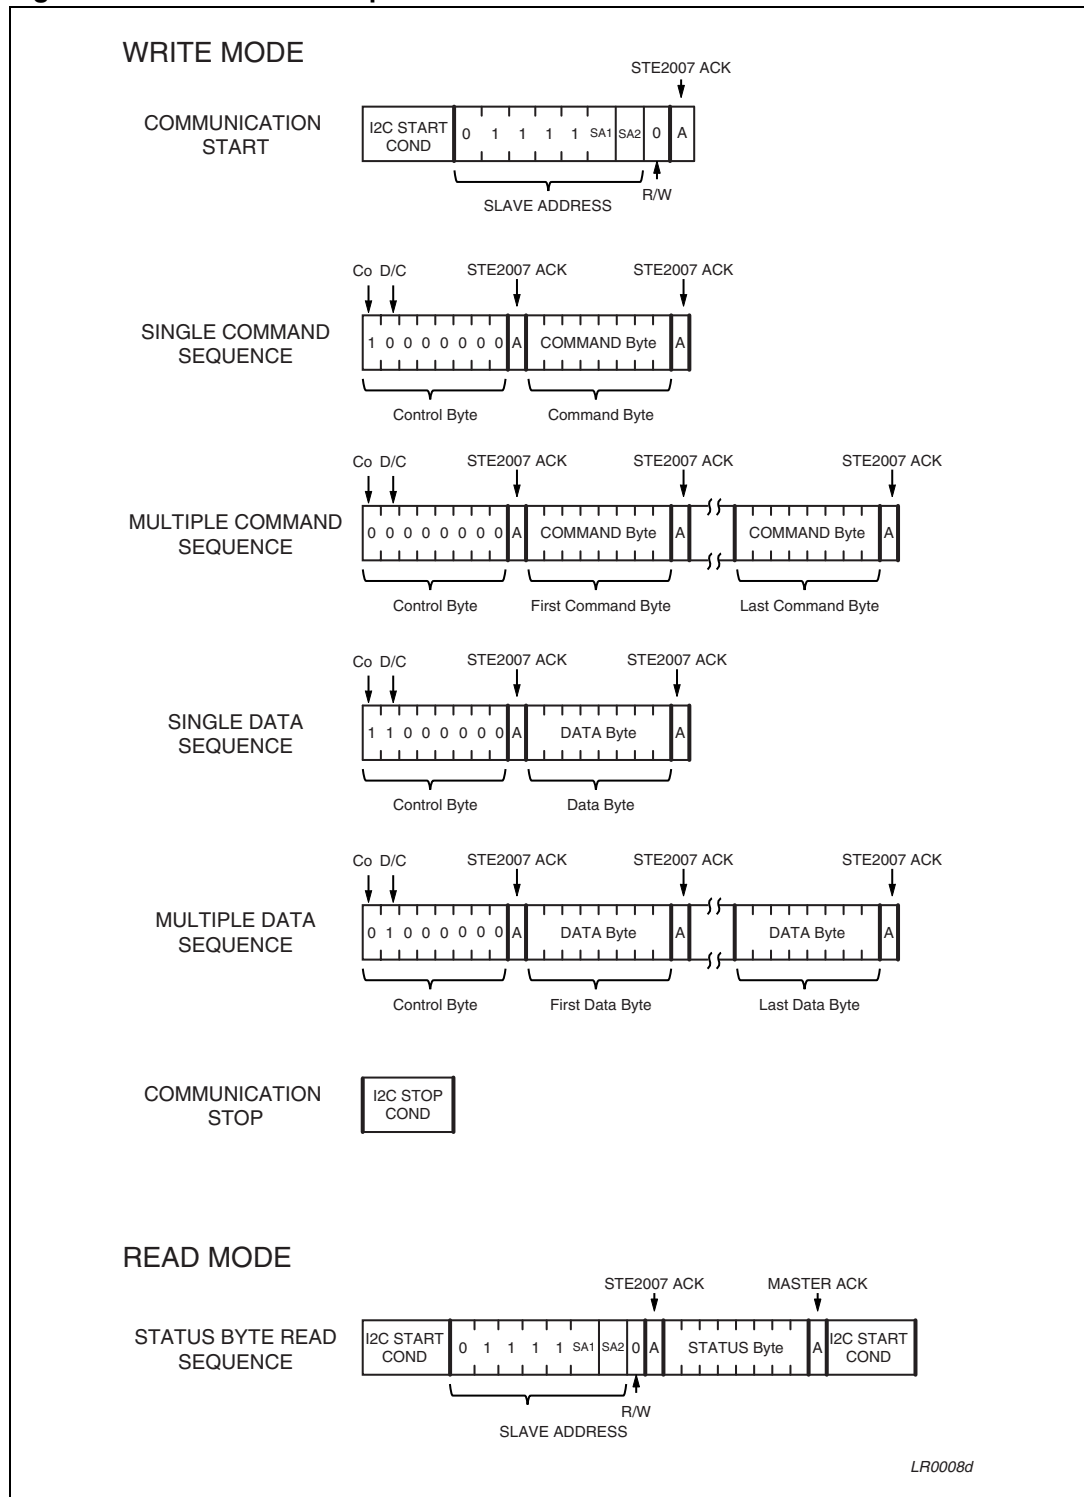 WRITE MODE
STE2007 ACK
COMMUNICATION
START
I2C START
COND
0 1 1 1 1 SA1 SA2 0 A
R/W
SLAVE ADDRESS
Co D/C STE2007 ACK STE2007 ACK
SINGLE COMMAND
SEQUENCE
1 0 0 0 0 0 0 0 A COMMAND Byte A
Control Byte Command Byte
Co D/C STE2007 ACK STE2007 ACK STE2007 ACK
MULTIPLE COMMAND
SEQUENCE
0 0 0 0 0 0 0 0 A COMMAND Byte A COMMAND Byte A
Control Byte First Command Byte Last Command Byte
Co D/C STE2007 ACK STE2007 ACK
SINGLE DATA
SEQUENCE
1 1 0 0 0 0 0 0 A DATA Byte A
Control Byte Data Byte
Co D/C STE2007 ACK STE2007 ACK STE2007 ACK
MULTIPLE DATA
SEQUENCE
0 1 0 0 0 0 0 0 A DATA Byte A DATA Byte A
Control Byte First Data Byte Last Data Byte
COMMUNICATION
STOP
I2C STOP
COND
READ MODE
STE2007 ACK MASTER ACK
STATUS BYTE READ
SEQUENCE
I2C START
COND
0 1 1 1 1 SA1 SA2 0 A STATUS Byte A
I2C START
COND
R/W
SLAVE ADDRESS
LR0008d